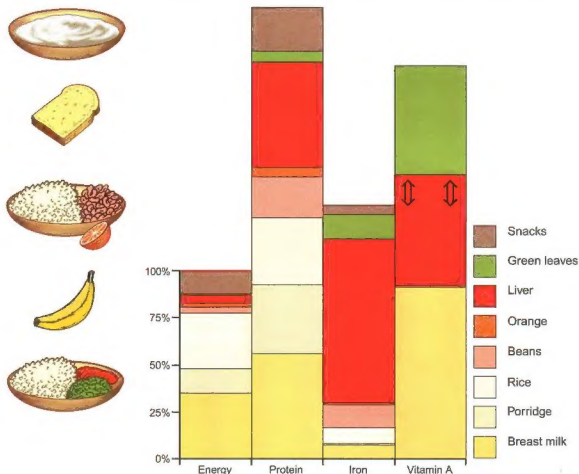 100%
75%
50%
25%
0%
Energy
Protein
Iron
Vitamin A
Snacks
Green leaves
Liver
Orange
Beans
Rice
Porridge
Breast milk